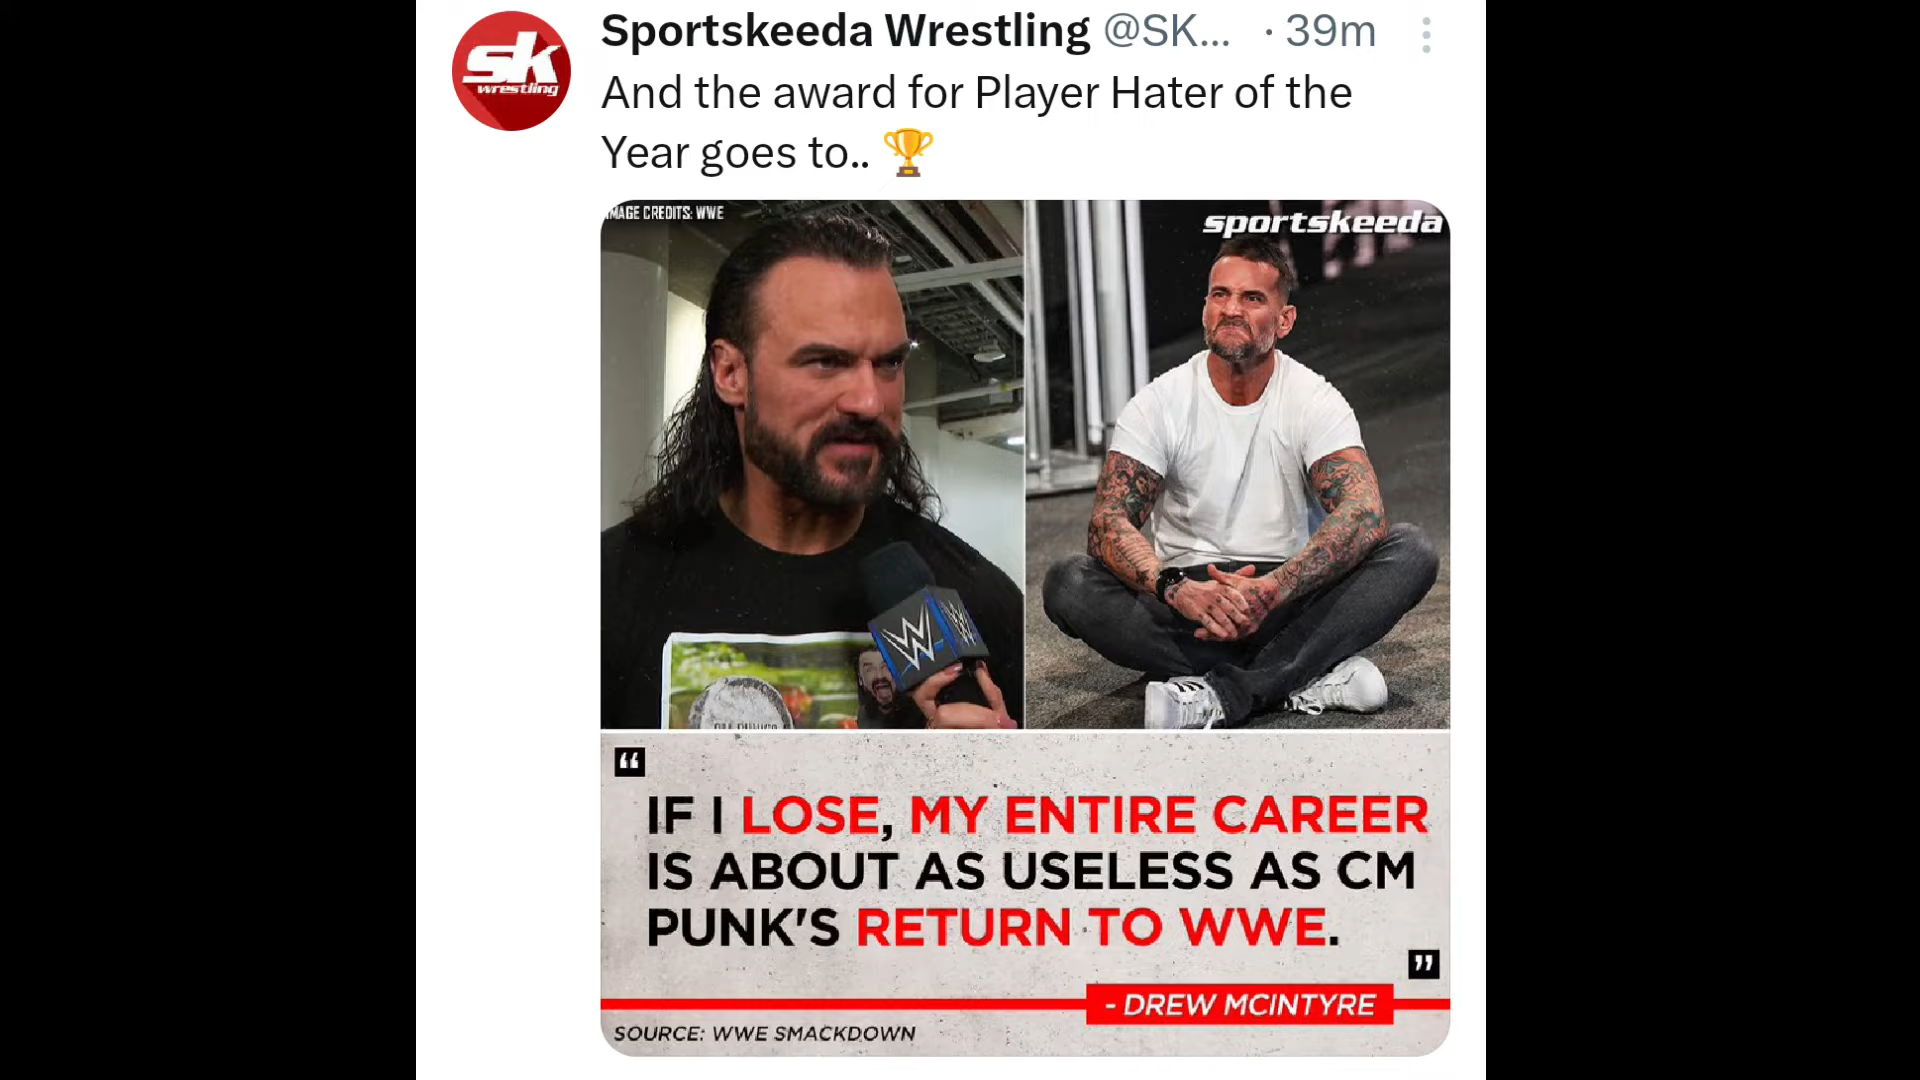 Sportskeeda Wrestling @SK... · 39m
sk
wrestling
And the award for Player Hater of the
Year goes to.. 🏆
IMAGE CREDITS: WWE
sportskeeda
“
IF I LOSE, MY ENTIRE CAREER
IS ABOUT AS USELESS AS CM
PUNK'S RETURN TO WWE.
”
- DREW MCINTYRE
SOURCE: WWE SMACKDOWN